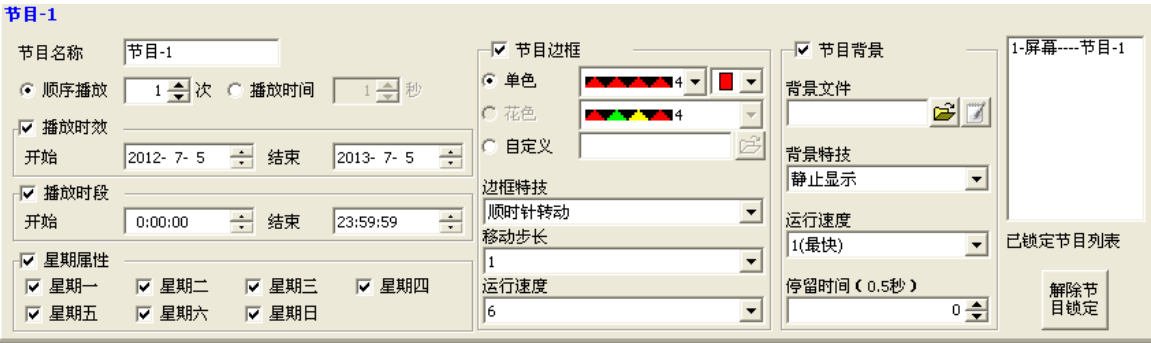 节目-1
节目名称 节目-1
顺序播放 1 次 播放时间 1 秒
播放时效
开始 2012- 7- 5 结束 2013- 7- 5
播放时段
开始 0:00:00 结束 23:59:59
星期属性
星期一 星期二 星期三 星期四
星期五 星期六 星期日
节目边框
单色 4
花色 4
自定义
边框特技
顺时针转动
移动步长
1
运行速度
6
节目背景
背景文件
背景特技
静止显示
运行速度
1(最快)
停留时间(0.5秒)
0
1-屏幕----节目-1
已锁定节目列表
解除节
目锁定